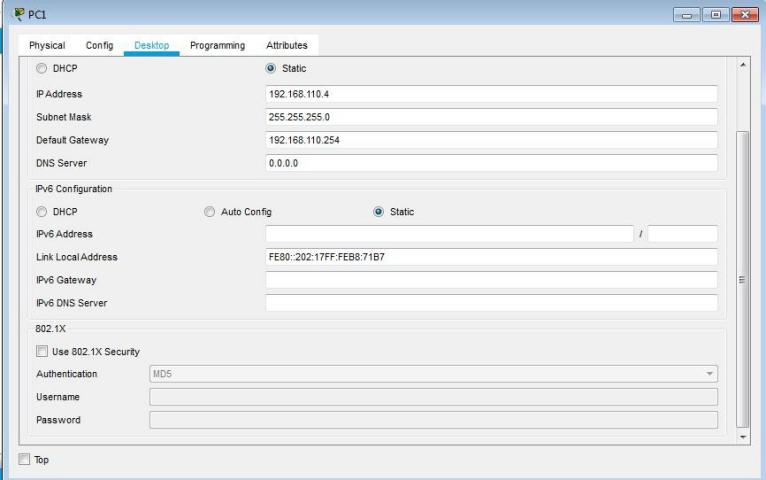 PC1
Physical Config Desktop Programming Attributes
DHCP Static
IP Address 192.168.110.4
Subnet Mask 255.255.255.0
Default Gateway 192.168.110.254
DNS Server 0.0.0.0
IPv6 Configuration
DHCP Auto Config Static
IPv6 Address /
Link Local Address FE80::202:17FF:FEB8:71B7
IPv6 Gateway
IPv6 DNS Server
802.1X
Use 802.1X Security
Authentication MD5
Username
Password
Top